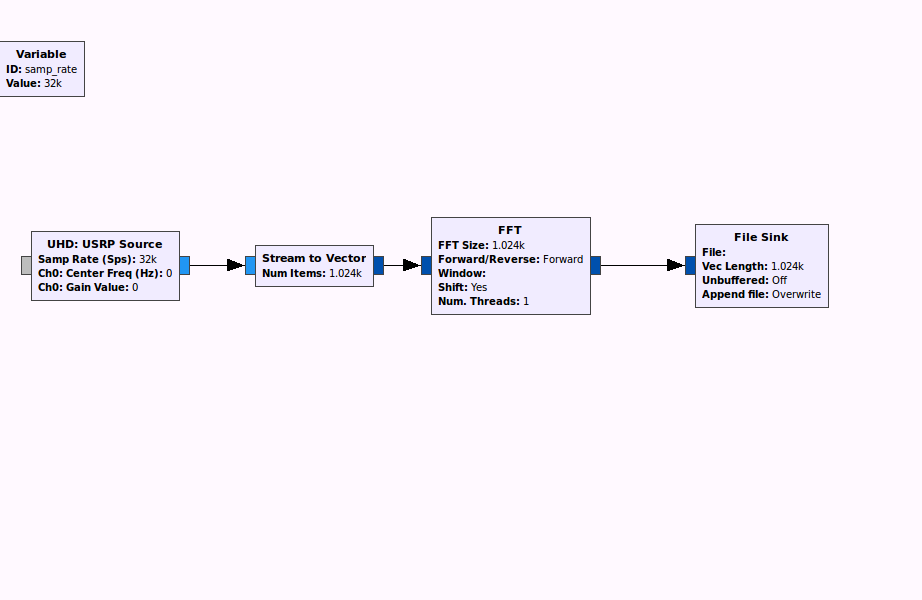 Variable
ID: samp_rate
Value: 32k
UHD: USRP Source
Samp Rate (Sps): 32k
Ch0: Center Freq (Hz): 0
Ch0: Gain Value: 0
Stream to Vector
Num Items: 1.024k
FFT
FFT Size: 1.024k
Forward/Reverse: Forward
Window:
Shift: Yes
Num. Threads: 1
File Sink
File:
Vec Length: 1.024k
Unbuffered: Off
Append file: Overwrite